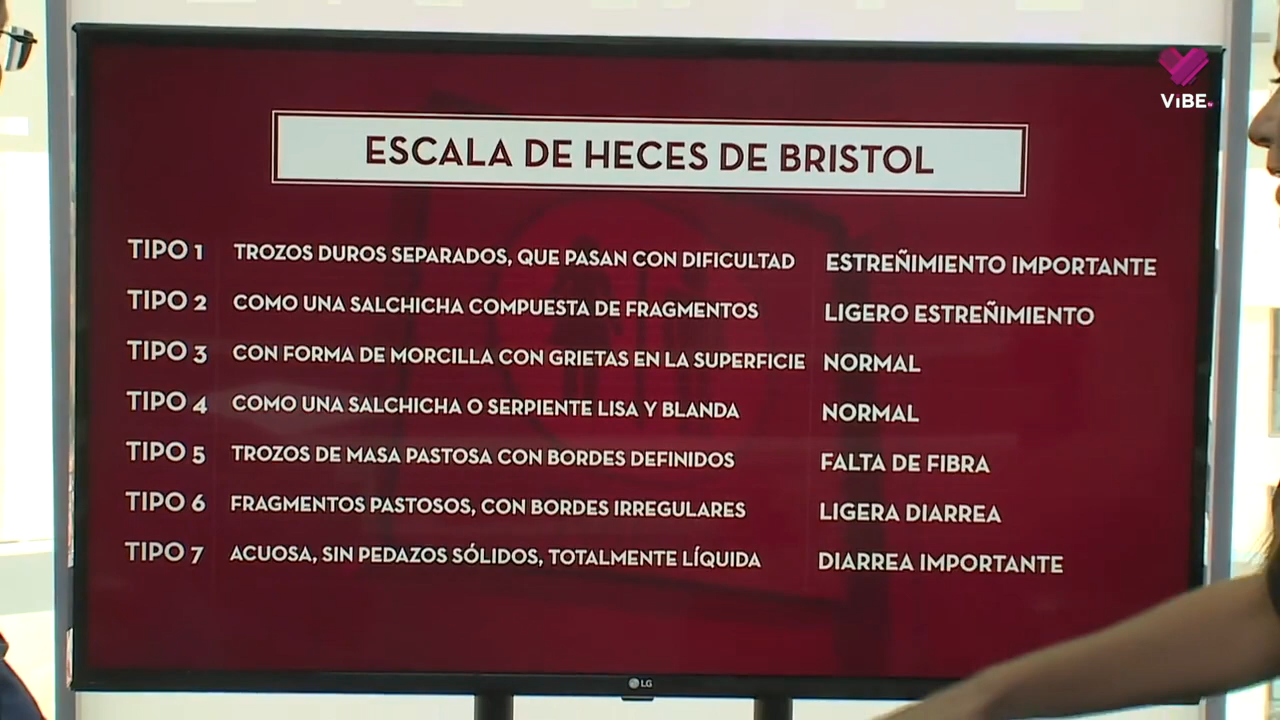 VIBE
ESCALA DE HECES DE BRISTOL
TIPO 1 TROZOS DUROS SEPARADOS, QUE PASAN CON DIFICULTAD ESTREÑIMIENTO IMPORTANTE
TIPO 2 COMO UNA SALCHICHA COMPUESTA DE FRAGMENTOS LIGERO ESTREÑIMIENTO
TIPO 3 CON FORMA DE MORCILLA CON GRIETAS EN LA SUPERFICIE NORMAL
TIPO 4 COMO UNA SALCHICHA O SERPIENTE LISA Y BLANDA NORMAL
TIPO 5 TROZOS DE MASA PASTOSA CON BORDES DEFINIDOS FALTA DE FIBRA
TIPO 6 FRAGMENTOS PASTOSOS, CON BORDES IRREGULARES LIGERA DIARREA
TIPO 7 ACUOSA, SIN PEDAZOS SÓLIDOS, TOTALMENTE LÍQUIDA DIARREA IMPORTANTE
LG